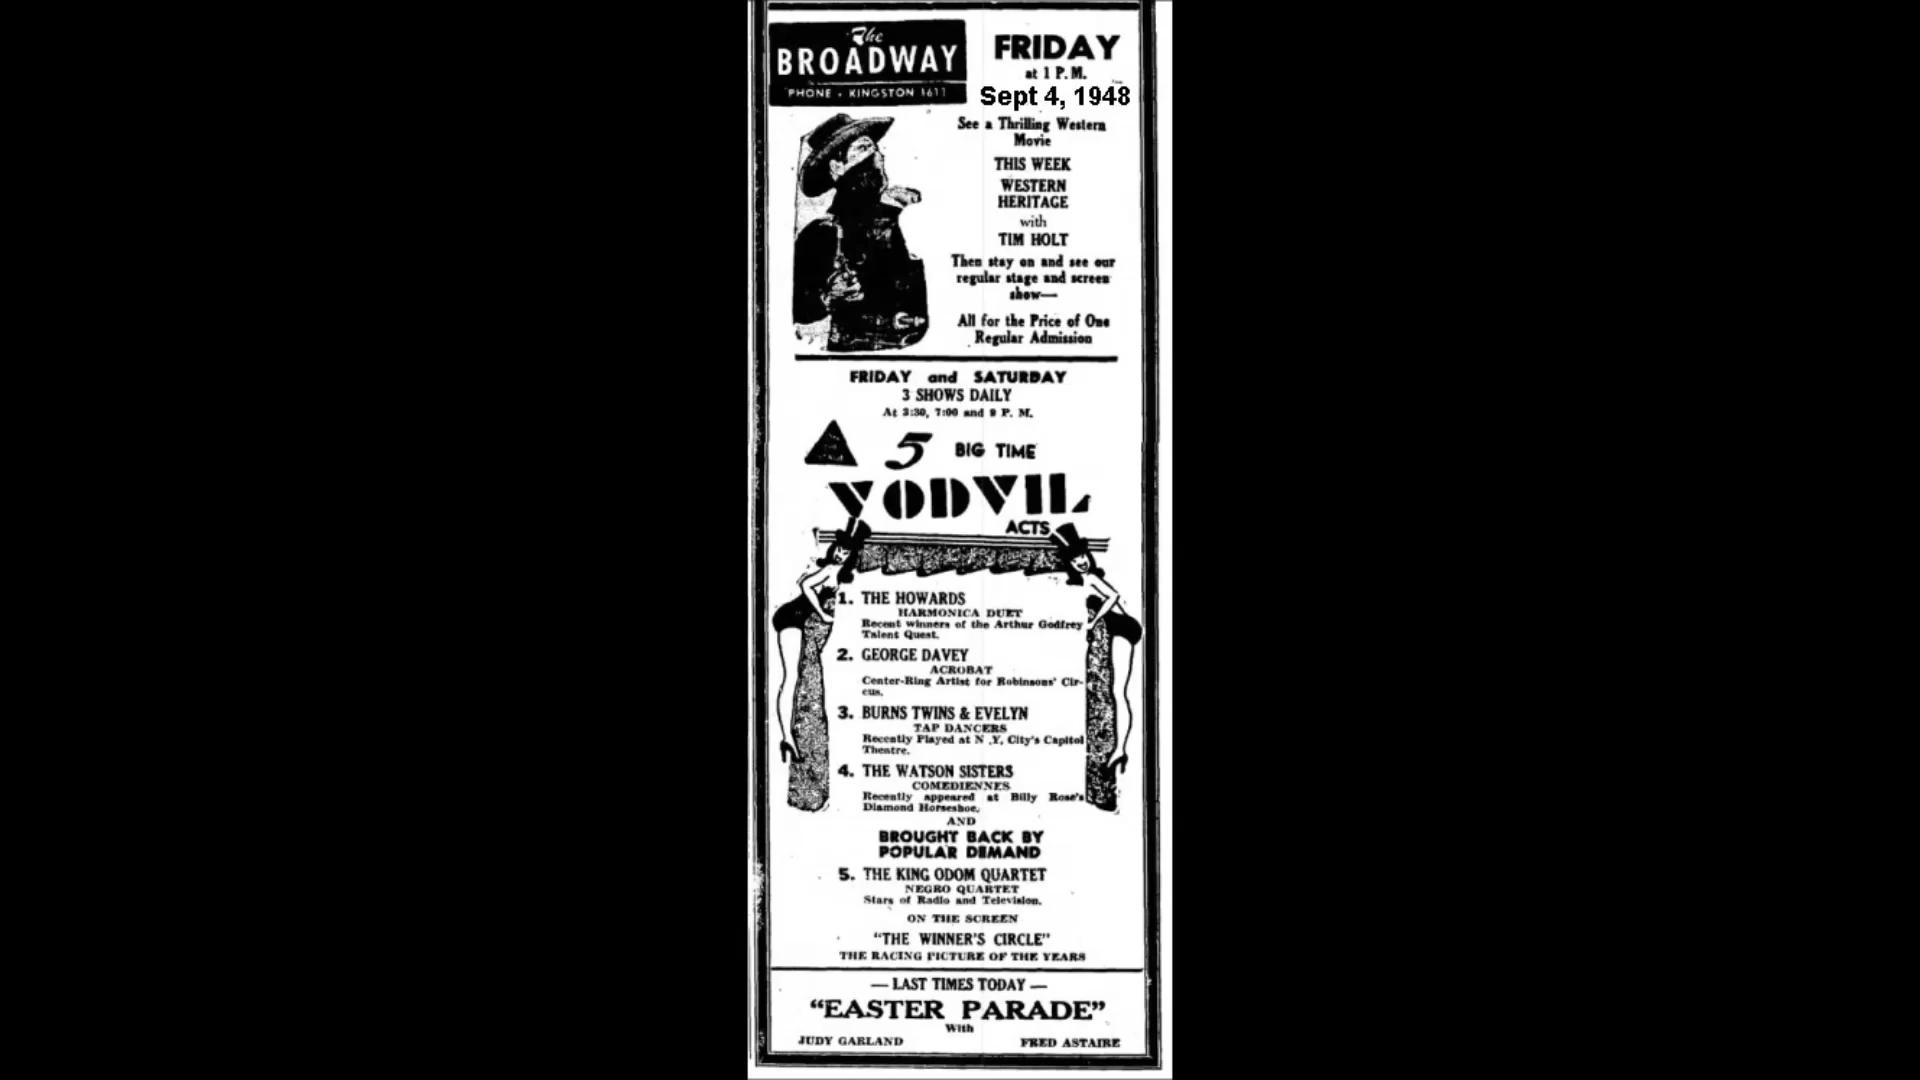 The
BROADWAY
PHONE - KINGSTON 1611
FRIDAY
at 1 P.M.
Sept 4, 1948
See a Thrilling Western
Movie
THIS WEEK
WESTERN
HERITAGE
with
TIM HOLT
Then stay on and see our
regular stage and screen
show—
All for the Price of One
Regular Admission
FRIDAY and SATURDAY
3 SHOWS DAILY
At 3:30, 7:00 and 9 P. M.
5 BIG TIME
VODVIL
ACTS
1. THE HOWARDS
HARMONICA DUET
Recent winners of the Arthur Godfrey
Talent Quest.
2. GEORGE DAVEY
ACROBAT
Center-Ring Artist for Robinsons' Cir-
cus.
3. BURNS TWINS & EVELYN
TAP DANCERS
Recently Played at N .Y, City's Capitol
Theatre.
4. THE WATSON SISTERS
COMEDIENNES
Recently appeared at Billy Rose's
Diamond Horseshoe.
AND
BROUGHT BACK BY
POPULAR DEMAND
5. THE KING ODOM QUARTET
NEGRO QUARTET
Stars of Radio and Television.
ON THE SCREEN
"THE WINNER'S CIRCLE"
THE RACING PICTURE OF THE YEARS
— LAST TIMES TODAY —
"EASTER PARADE"
With
JUDY GARLAND FRED ASTAIRE